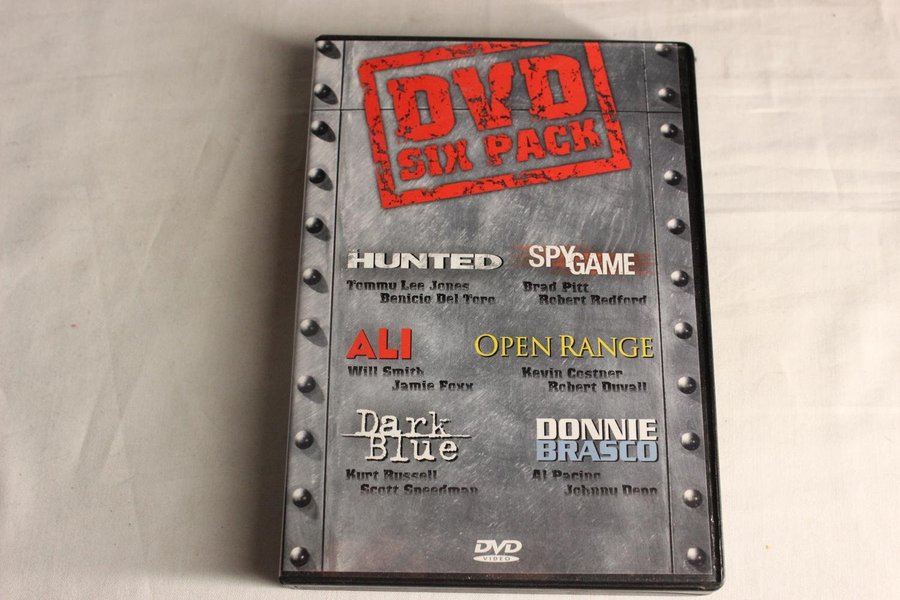 DVD
SIX PACK
THE
HUNTED
Tommy Lee Jones
Benicio Del Toro
SPY GAME
Brad Pitt
Robert Redford
ALI
Will Smith
Jamie Foxx
OPEN RANGE
Kevin Costner
Robert Duvall
Dark
Blue
Kurt Russell
Scott Speedman
DONNIE
BRASCO
Al Pacino
Johnny Depp
DVD
VIDEO